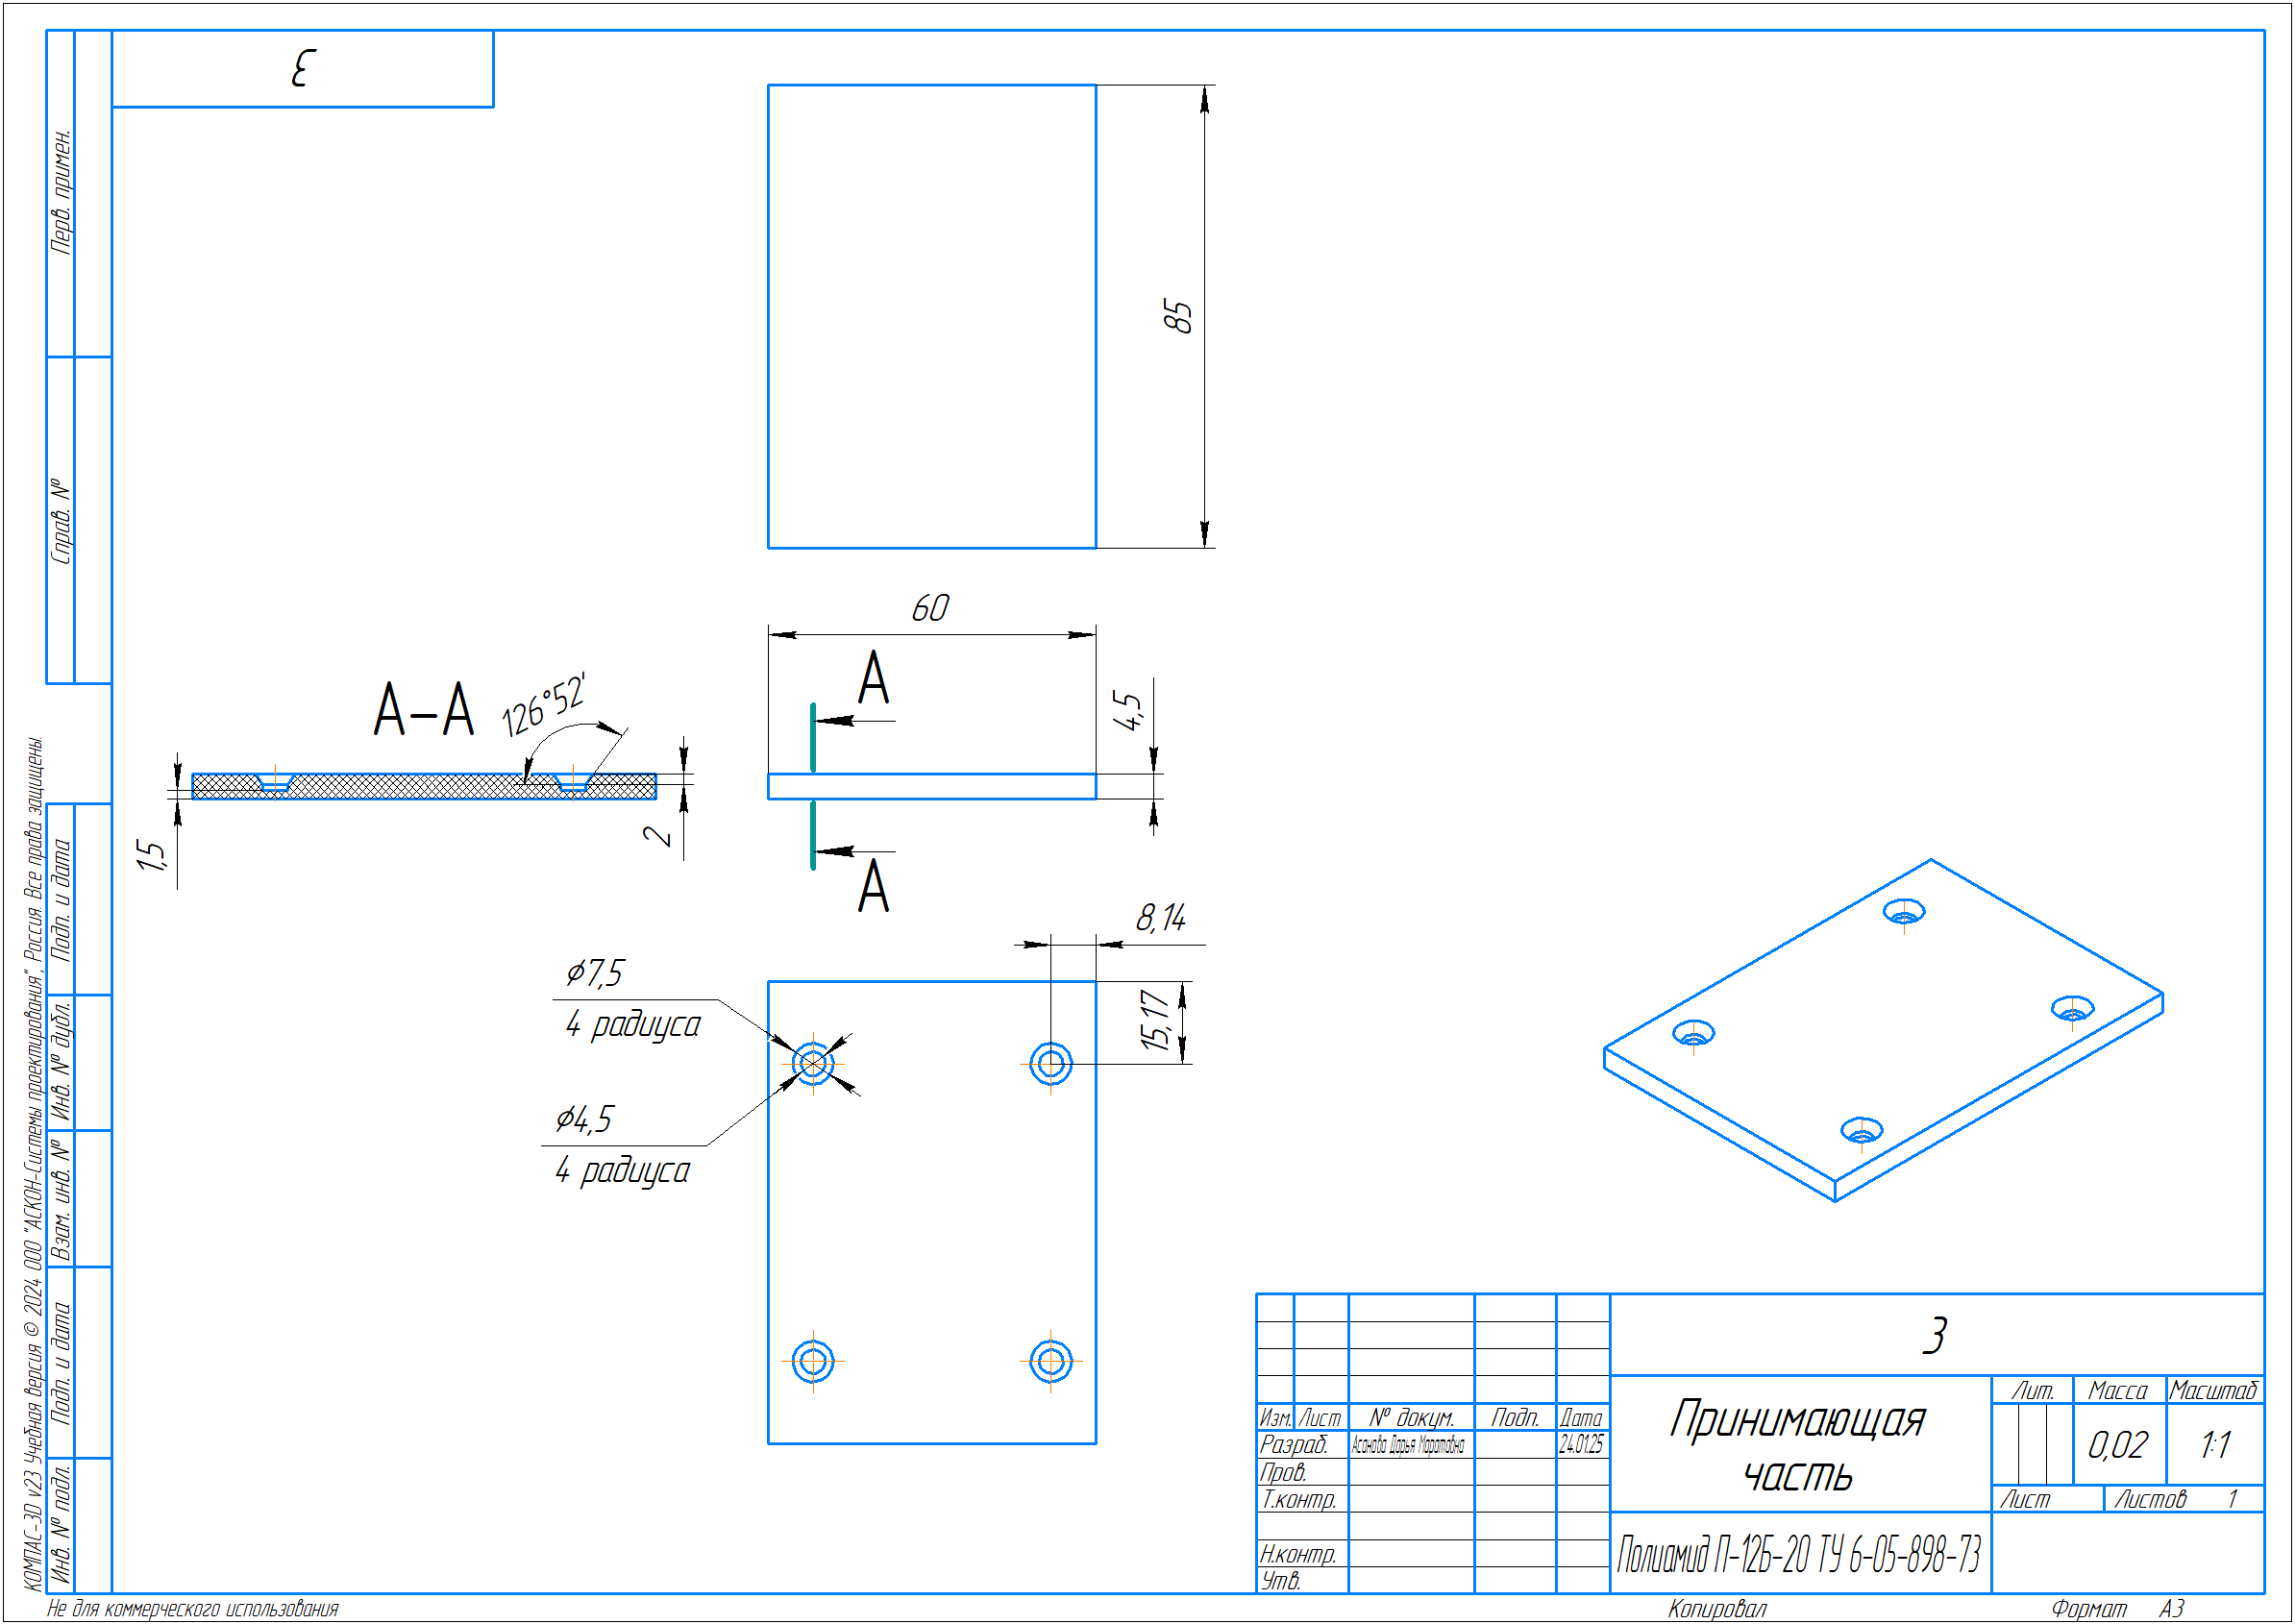 З
Перв. примен.
Справ. №
Подп. и дата
Инв. № дубл.
Взам. инв. №
Подп. и дата
Инв. № подл.
КОМПАС-3D v23 Учебная версия © 2024 ООО "АСКОН-Системы проектирования", Россия. Все права защищены.
85
60
А
А-А
126°52'
4,5
1,5
2
А
8,14
15,17
⌀7,5
4 радиуса
⌀4,5
4 радиуса
З
Изм. Лист № докум. Подп. Дата
Разраб. Асанова Дарья Маратовна 24.01.25
Пров.
Т.контр.
Н.контр.
Утв.
Принимающая
часть
Лит. Масса Масштаб
0,02 1:1
Лист Листов 1
Полиамид П-12Б-20 ТУ 6-05-898-73
Не для коммерческого использования
Копировал
Формат А3